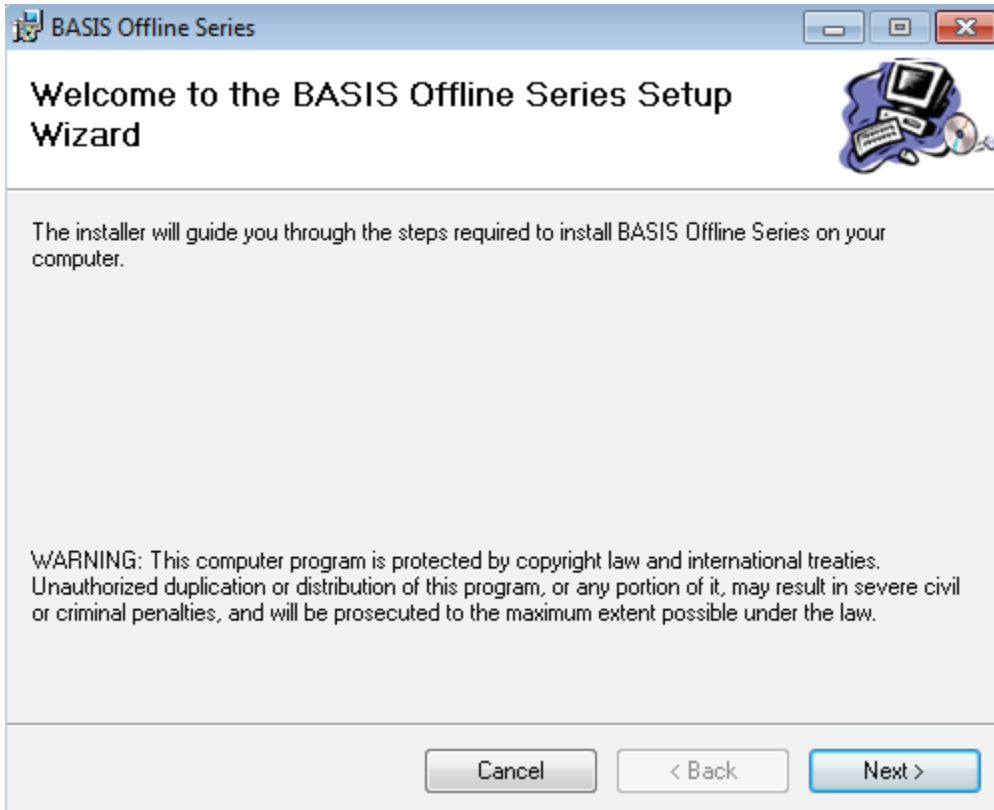 BASIS Offline Series
Welcome to the BASIS Offline Series Setup
Wizard
The installer will guide you through the steps required to install BASIS Offline Series on your
computer.
WARNING: This computer program is protected by copyright law and international treaties.
Unauthorized duplication or distribution of this program, or any portion of it, may result in severe civil
or criminal penalties, and will be prosecuted to the maximum extent possible under the law.
Cancel
< Back
Next >